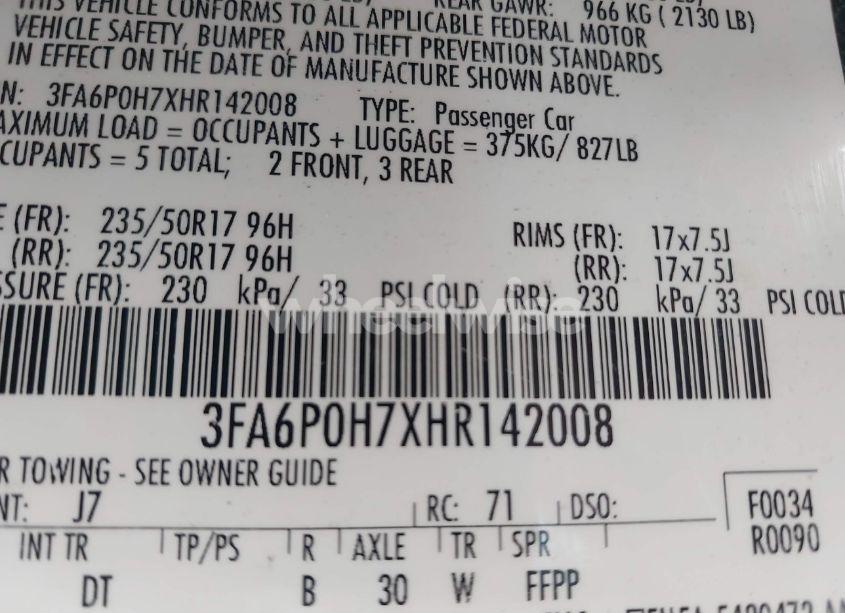 THIS VEHICLE CONFORMS TO ALL APPLICABLE FEDERAL MOTOR
REAR GAWR: 966 KG ( 2130 LB)
VEHICLE SAFETY, BUMPER, AND THEFT PREVENTION STANDARDS
IN EFFECT ON THE DATE OF MANUFACTURE SHOWN ABOVE.
N: 3FA6P0H7XHR142008 TYPE: Passenger Car
AXIMUM LOAD = OCCUPANTS + LUGGAGE = 375KG/ 827LB
CUPANTS = 5 TOTAL; 2 FRONT, 3 REAR
E (FR): 235/50R17 96H RIMS (FR): 17x7.5J
(RR): 235/50R17 96H (RR): 17x7.5J
SSURE (FR): 230 kPa/ 33 PSI COLD (RR): 230 kPa/ 33 PSI COLD
wheelwise
3FA6P0H7XHR142008
R TOWING - SEE OWNER GUIDE
NT: J7 RC: 71 DSO: F0034
INT TR TP/PS R AXLE TR SPR R0090
DT B 30 W FFPP